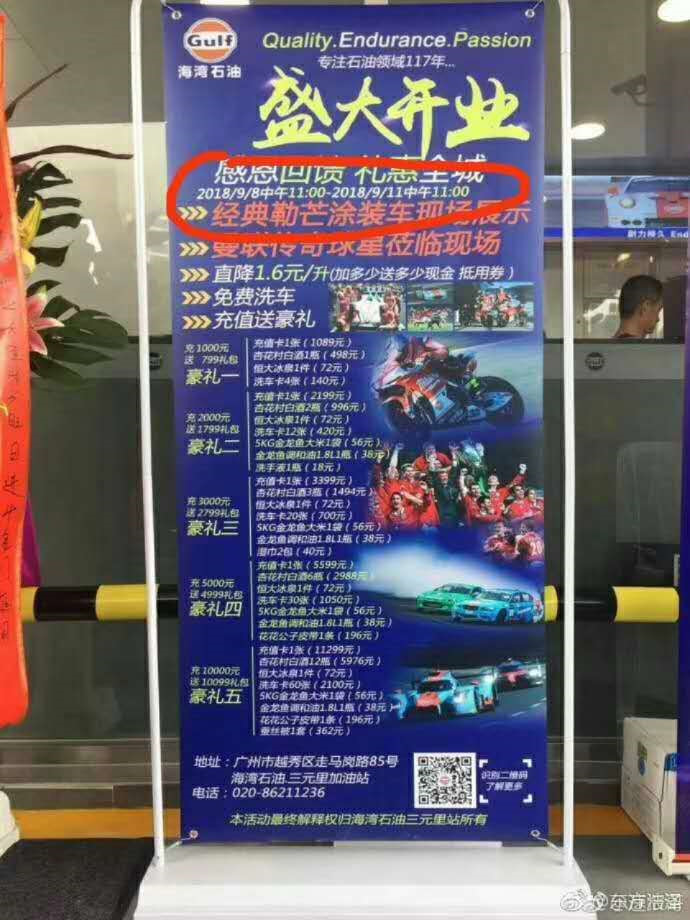 Gulf
海湾石油
Quality.Endurance.Passion
专注石油领域117年...
盛大开业
感恩回馈 礼惠全城
2018/9/8中午11:00-2018/9/11中午11:00
>>> 经典勒芒涂装车现场展示
>>> 曼联传奇球星莅临现场
>>> 直降1.6元/升(加多少送多少现金 抵用券)
>>> 免费洗车
>>> 充值送豪礼
充 1000元
送 799元礼包
豪礼一
充值卡1张(1089元)
杏花村白酒1瓶(498元)
恒大冰泉1件(72元)
洗车卡4张(140元)
充 2000元
送1799元礼包
豪礼二
充值卡1张(2199元)
杏花村白酒2瓶(996元)
恒大冰泉1件(72元)
洗车卡12张(420元)
5KG金龙鱼大米1袋(56元)
金龙鱼调和油1.8L1瓶(38元)
洗手液1瓶(18元)
充 3000元
送 2799元礼包
豪礼三
充值卡1张(3399元)
杏花村白酒3瓶(1494元)
恒大冰泉1件(72元)
洗车卡20张(700元)
5KG金龙鱼大米1袋(56元)
金龙鱼调和油1.8L1瓶(38元)
湿巾2包(40元)
充 5000元
送 4999元礼包
豪礼四
充值卡1张(5599元)
杏花村白酒6瓶(2988元)
恒大冰泉1件(72元)
洗车卡30张(1050元)
5KG金龙鱼大米1袋(56元)
金龙鱼调和油1.8L1瓶(38元)
花花公子皮带1条(196元)
充 10000元
送 10099元礼包
豪礼五
充值卡1张(11299元)
杏花村白酒12瓶(5976元)
恒大冰泉1件(72元)
洗车卡60张(2100元)
5KG金龙鱼大米1袋(56元)
金龙鱼调和油1.8L1瓶(38元)
花花公子皮带1条(196元)
蚕丝被1套(362元)
地址:广州市越秀区走马岗路85号
海湾石油.三元里加油站
电话:020-86211236
识别二维码
了解更多
本活动最终解释权归海湾石油三元里站所有
耐力持久 End
@东方浩泽